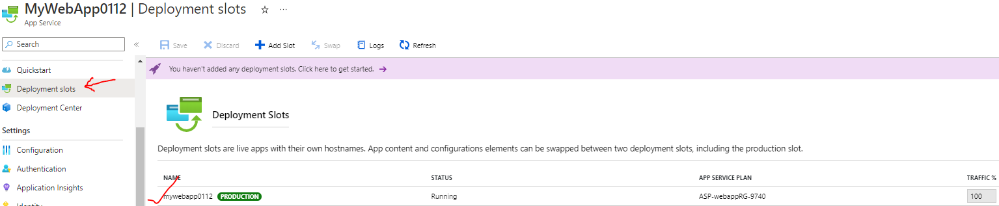 MyWebApp0112 | Deployment slots ☆ ...
App Service
Search
«
Save Discard Add Slot Swap Logs Refresh
You haven't added any deployment slots. Click here to get started. →
Quickstart
Deployment slots
Deployment Center
Settings
Configuration
Authentication
Application Insights
Identity
Deployment Slots
Deployment slots are live apps with their own hostnames. App content and configurations elements can be swapped between two deployment slots, including the production slot.
NAME STATUS APP SERVICE PLAN TRAFFIC %
mywebapp0112 PRODUCTION Running ASP-webappRG-9740 100